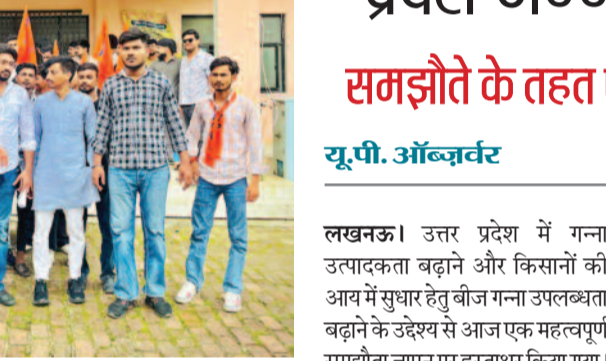 समझौते के तहत
यू.पी. ऑब्ज़र्वर
लखनऊ। उत्तर प्रदेश में गन्ना
उत्पादकता बढ़ाने और किसानों की
आय में सुधार हेतु बीज गन्ना उपलब्धता
बढ़ाने के उद्देश्य से आज एक महत्वपूर्ण